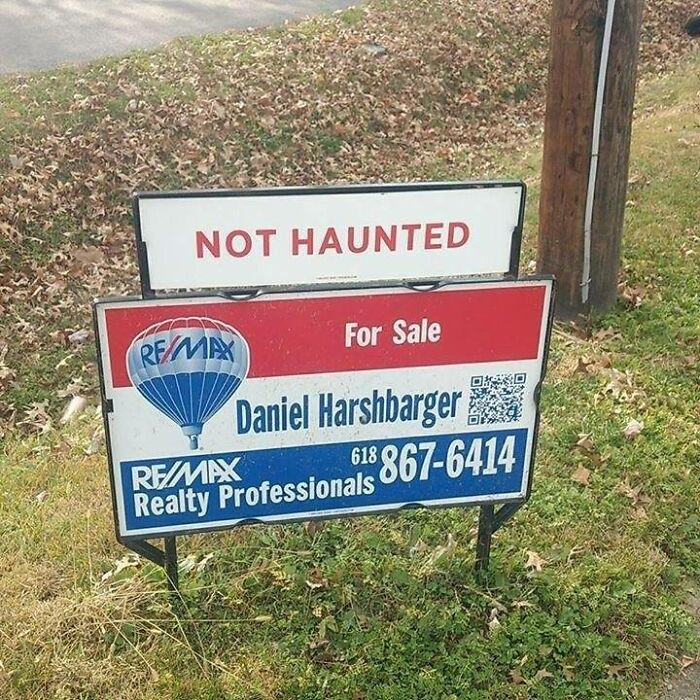 NOT HAUNTED
For Sale
RE/MAX
Daniel Harshbarger
RE/MAX
Realty Professionals
618 867-6414